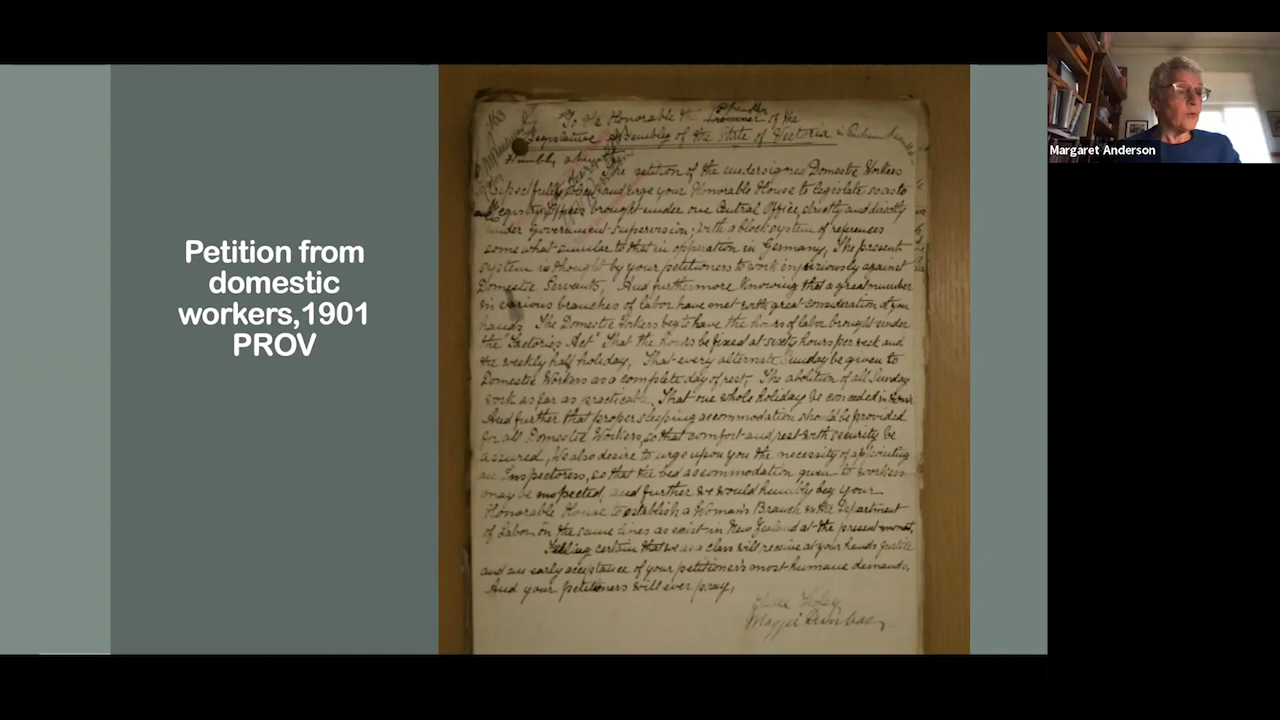 Petition from
domestic
workers,1901
PROV
To the Honorable the Speaker of the
Legislative Assembly of the State of Victoria
Humbly
The petition of the undersigned Domestic Workers
and urge your Honorable House to legislate so as to
Registry Offices brought under one Central Office, strictly and directly
under Government supervision; with a block system of references
some what similar to that in opperation in Germany, The present
system is thought by your petitioners to work enjuriously against
Domestic Servants, And furthermore Knowing that a great number
in various branches of labor have met with great consideration at your
hands The Domestic Workers beg to have the hours of labor brought under
the "Factories Act" That the hours be fixed at sixty hours per week and
the weekly half holiday, That every alternate Sunday be given to
Domestic Workers as a complete day of rest, The abolition of all Sunday
work as far as practicable. That one whole holiday be conceded in
And further that proper sleeping accommodation should be provided
for all Domestic Workers, so that comfort and rest with security be
assured, We also desire to urge upon you the necessity of appointing
an Inspectoress, so that the bed accommodation given to workers
may be inspected, and further we would humbly beg your
Honorable House to establish a Woman's Branch in the Department
of Labor on the same lines as exist in New Zealand at the present moment.
Feeling certain that we as a class will receive at your hands justice
and an early acceptance of your petitioner's most humane demands.
And your petitioners will ever pray,
Maggie
Margaret Anderson